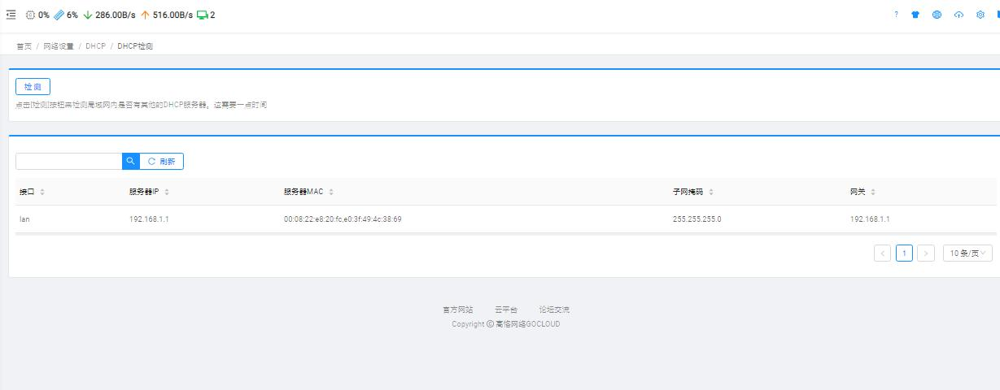 0% 6% 286.00B/s 516.00B/s 2 ?
首页 / 网络设置 / DHCP / DHCP检测
检 测
点击[检测]按钮来检测局域网内是否有其他的DHCP服务器。这需要一点时间
刷新
接口 服务器IP 服务器MAC 子网掩码 网关
lan 192.168.1.1 00:08:22:e8:20:fc,e0:3f:49:4c:38:69 255.255.255.0 192.168.1.1
1 10 条/页
官方网站 云平台 论坛交流
Copyright © 高恪网络GOCLOUD